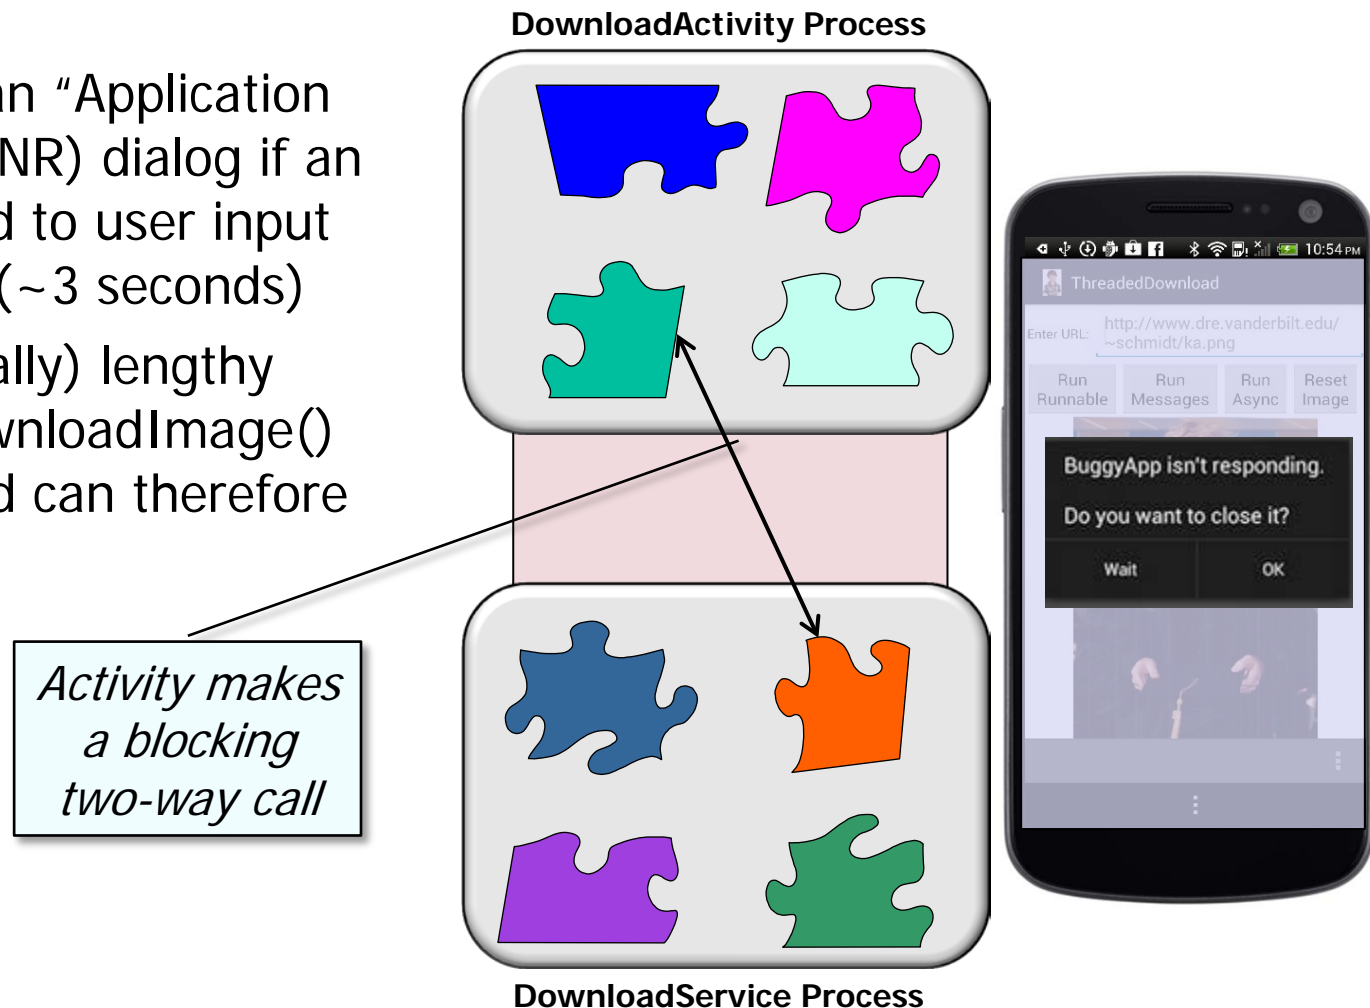 DownloadActivity Process
an “Application
NR) dialog if an
d to user input
(~3 seconds)
ally) lengthy
wnloadImage()
d can therefore
Activity makes
a blocking
two-way call
DownloadService Process
10:54 PM
ThreadedDownload
Enter URL:
http://www.dre.vanderbilt.edu/
~schmidt/ka.png
Run Runnable
Run Messages
Run Async
Reset Image
BuggyApp isn't responding.
Do you want to close it?
Wait
OK